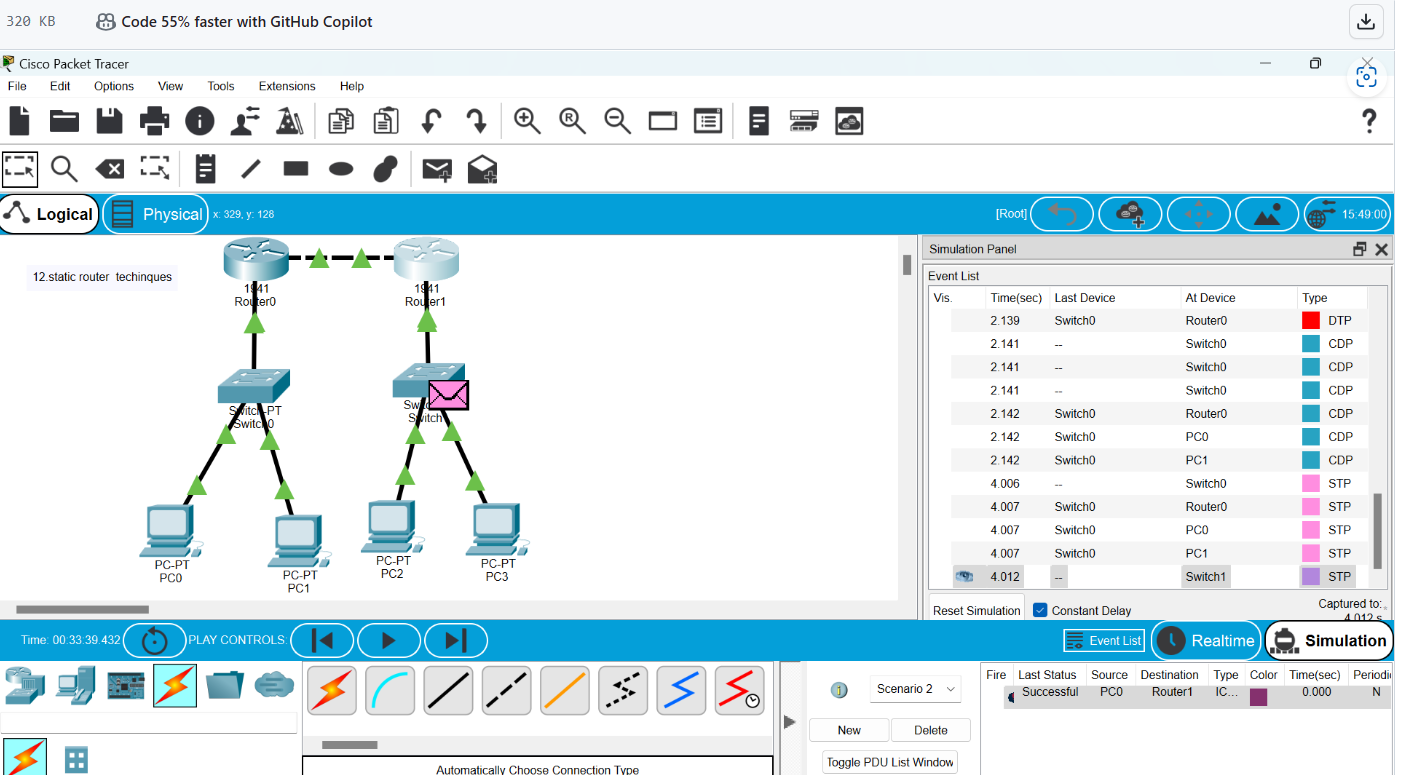 320 KB Code 55% faster with GitHub Copilot
Cisco Packet Tracer
File Edit Options View Tools Extensions Help
Logical Physical x: 329, y: 128 [Root] 15:49:00
12.static router techinques
1941
Router0
1941
Router1
Switch-PT
Switch0
Switch
PC-PT
PC0
PC-PT
PC1
PC-PT
PC2
PC-PT
PC3
Simulation Panel
Event List
Vis. Time(sec) Last Device At Device Type
2.139 Switch0 Router0 DTP
2.141 -- Switch0 CDP
2.141 -- Switch0 CDP
2.141 -- Switch0 CDP
2.142 Switch0 Router0 CDP
2.142 Switch0 PC0 CDP
2.142 Switch0 PC1 CDP
4.006 -- Switch0 STP
4.007 Switch0 Router0 STP
4.007 Switch0 PC0 STP
4.007 Switch0 PC1 STP
4.012 -- Switch1 STP
Reset Simulation Constant Delay Captured to:
4.012 s
Time: 00:33:39.432 PLAY CONTROLS Event List Realtime Simulation
Automatically Choose Connection Type
Scenario 2
New Delete
Toggle PDU List Window
Fire Last Status Source Destination Type Color Time(sec) Periodi
Successful PC0 Router1 IC... 0.000 N